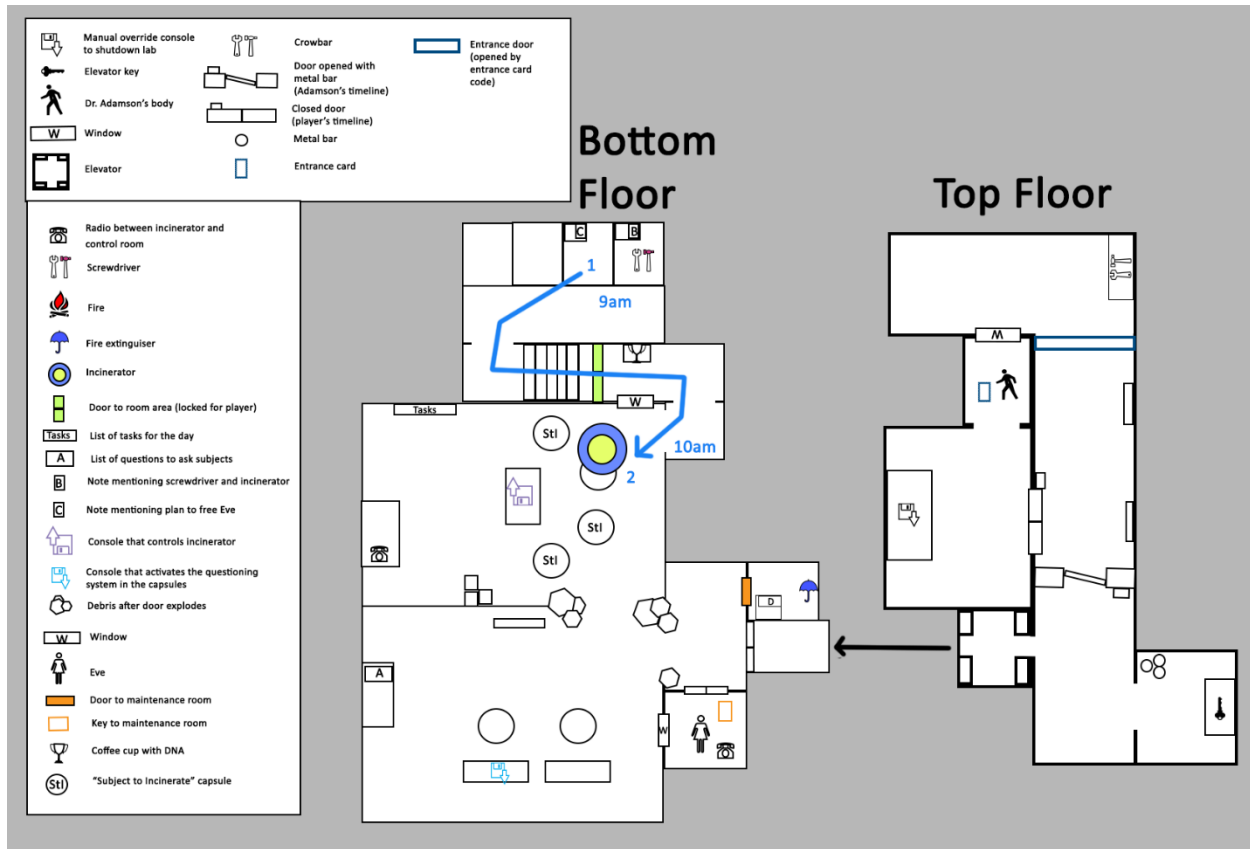 Manual override console
to shutdown lab
Elevator key
Dr. Adamson's body
W
Window
Elevator
Crowbar
Door opened with
metal bar
(Adamson's timeline)
Closed door
(player's timeline)
Metal bar
Entrance card
Entrance door
(opened by
entrance card
code)
Radio between incinerator and
control room
Screwdriver
Fire
Fire extinguiser
Incinerator
Door to room area (locked for player)
Tasks
List of tasks for the day
A
List of questions to ask subjects
B
Note mentioning screwdriver and incinerator
C
Note mentioning plan to free Eve
Console that controls incinerator
Console that activates the questioning
system in the capsules
Debris after door explodes
W
Window
Eve
Door to maintenance room
Key to maintenance room
Coffee cup with DNA
StI
"Subject to Incinerate" capsule
Bottom
Floor
C
B
1
9am
W
Tasks
StI
10am
2
StI
StI
D
A
W
Top Floor
W